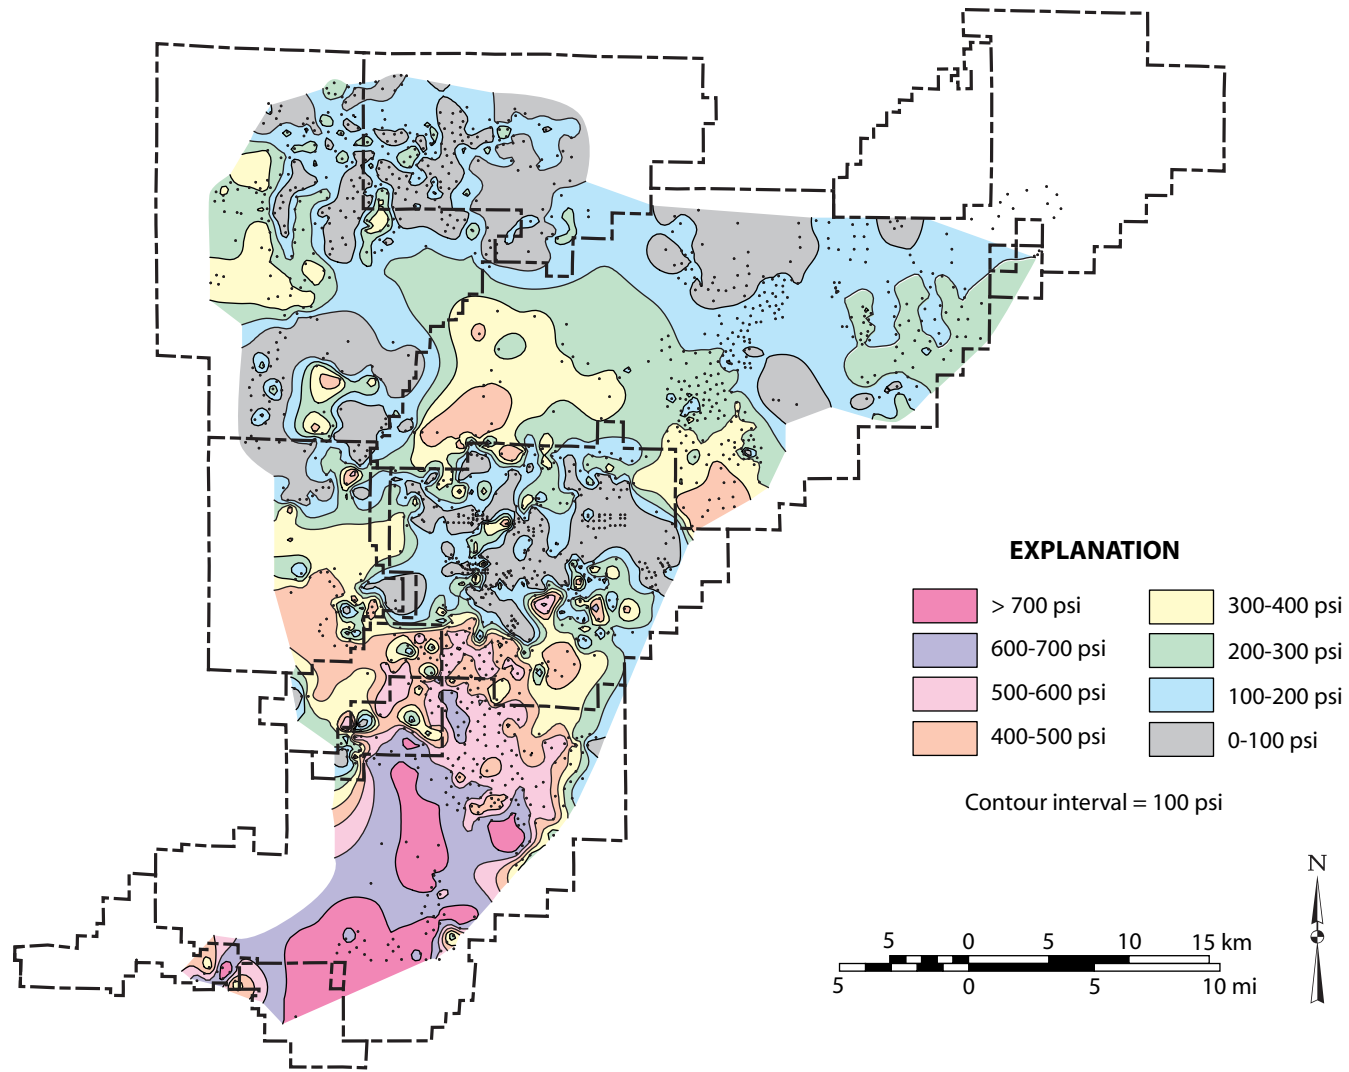 EXPLANATION
> 700 psi
600-700 psi
500-600 psi
400-500 psi
300-400 psi
200-300 psi
100-200 psi
0-100 psi
Contour interval = 100 psi
N
5 0 5 10 15 km
5 0 5 10 mi